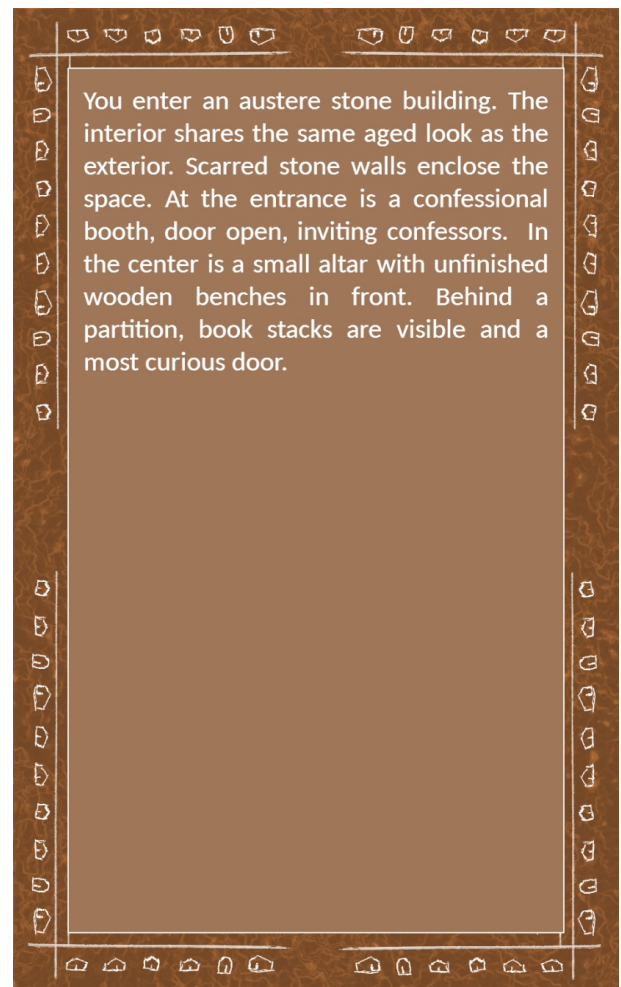 You enter an austere stone building. The
interior shares the same aged look as the
exterior. Scarred stone walls enclose the
space. At the entrance is a confessional
booth, door open, inviting confessors.  In
the center is a small altar with unfinished
wooden benches in front. Behind a
partition, book stacks are visible and a
most curious door.